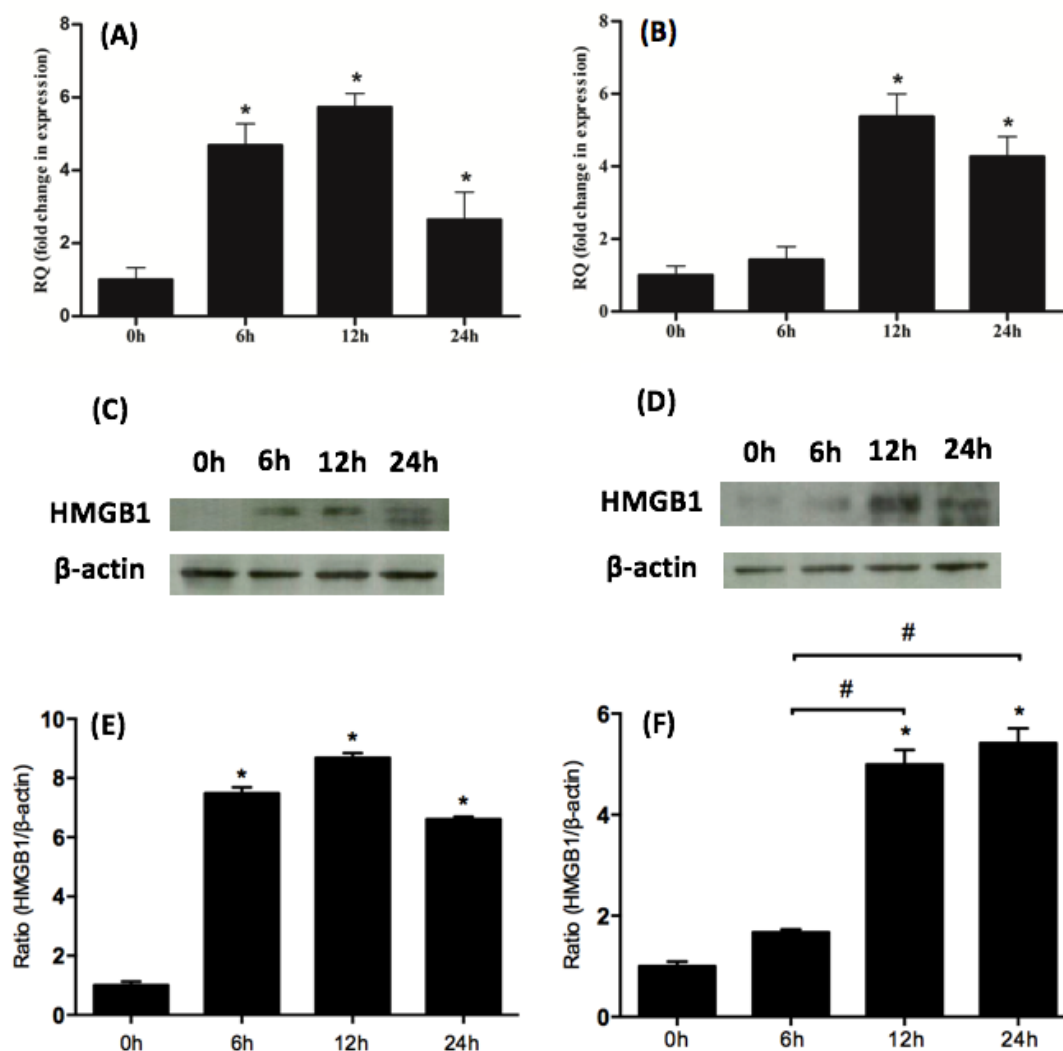 (A)
RQ (fold change in expression)
8
6
4
2
0
*
*
*
0h 6h 12h 24h
(B)
RQ (fold change in expression)
8
6
4
2
0
*
*
0h 6h 12h 24h
(C)
0h 6h 12h 24h
HMGB1
β-actin
(D)
0h 6h 12h 24h
HMGB1
β-actin
(E)
Ratio (HMGB1/β-actin)
10
8
6
4
2
0
*
*
*
0h 6h 12h 24h
(F)
Ratio (HMGB1/β-actin)
6
4
2
0
#
#
*
*
0h 6h 12h 24h